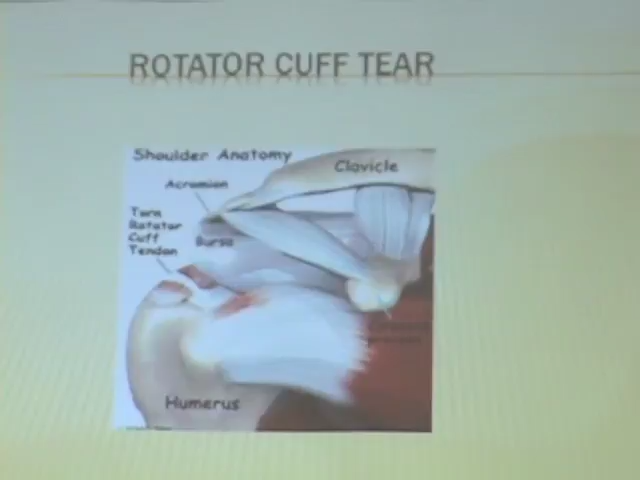 ROTATOR CUFF TEAR
Shoulder Anatomy
Clavicle
Acromion
Torn
Rotator
Cuff
Tendon
Bursa
Humerus